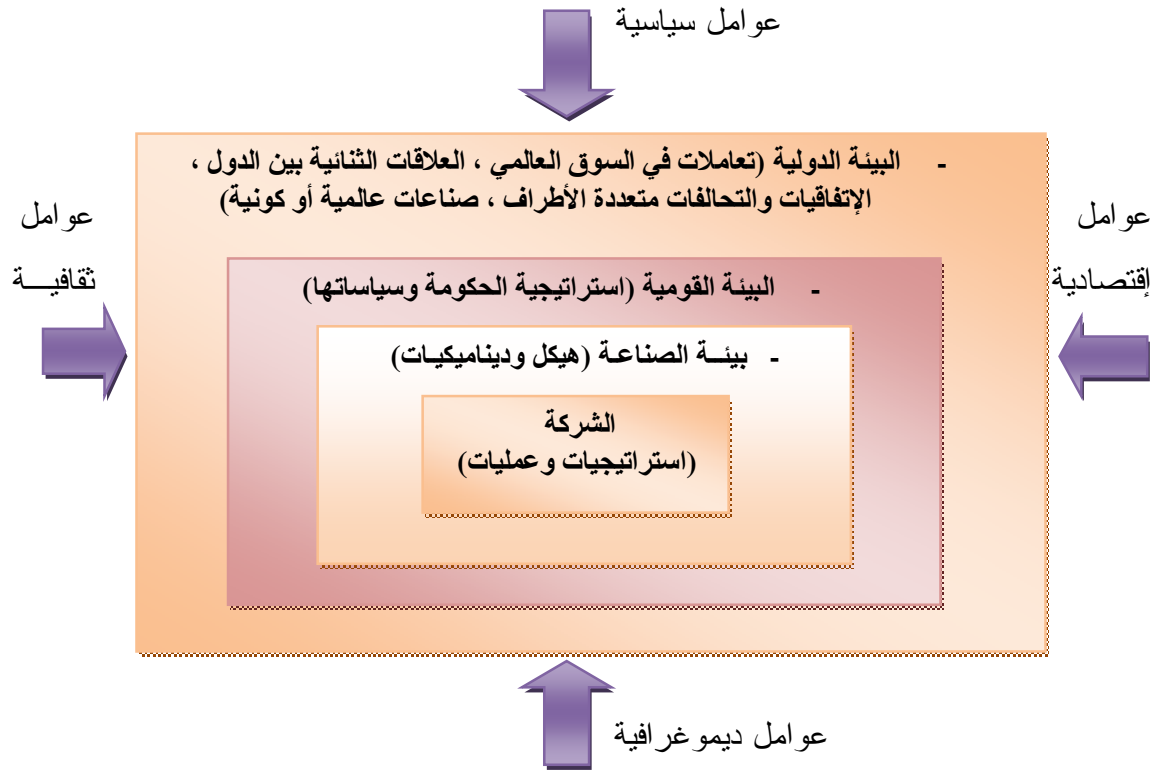 عوامل سياسية
- البيئة الدولية (تعاملات في السوق العالمي ، العلاقات الثنائية بين الدول ،
الإتفاقيات والتحالفات متعددة الأطراف ، صناعات عالمية أو كونية)
عوامل
إقتصادية
عوامل
ثقافيـــة
- البيئة القومية (استراتيجية الحكومة وسياساتها)
- بيئــة الصناعـة (هيكل وديناميكيـات)
الشركة
(استراتيجيات وعمليات)
عوامل ديموغرافية